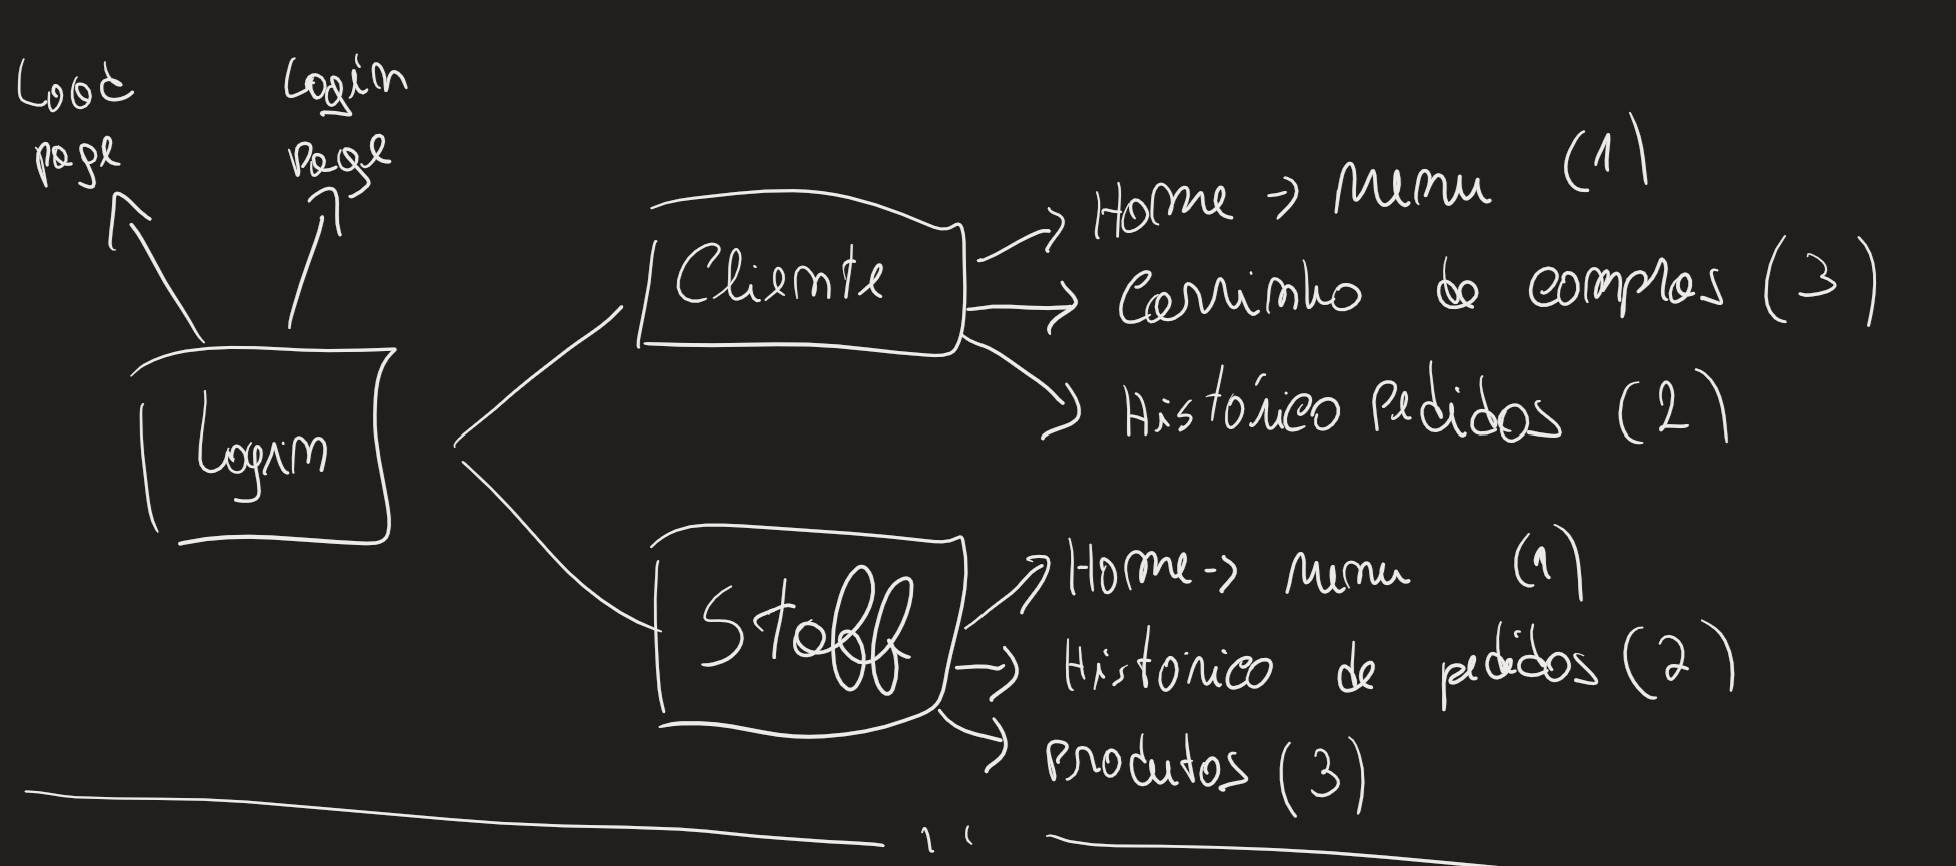 Load
page
Login
page
Login
Cliente
Home -> Menu (1)
Carrinho de compras (3)
Histórico Pedidos (2)
Staff
Home -> Menu (1)
Historico de pedidos (2)
Produtos (3)